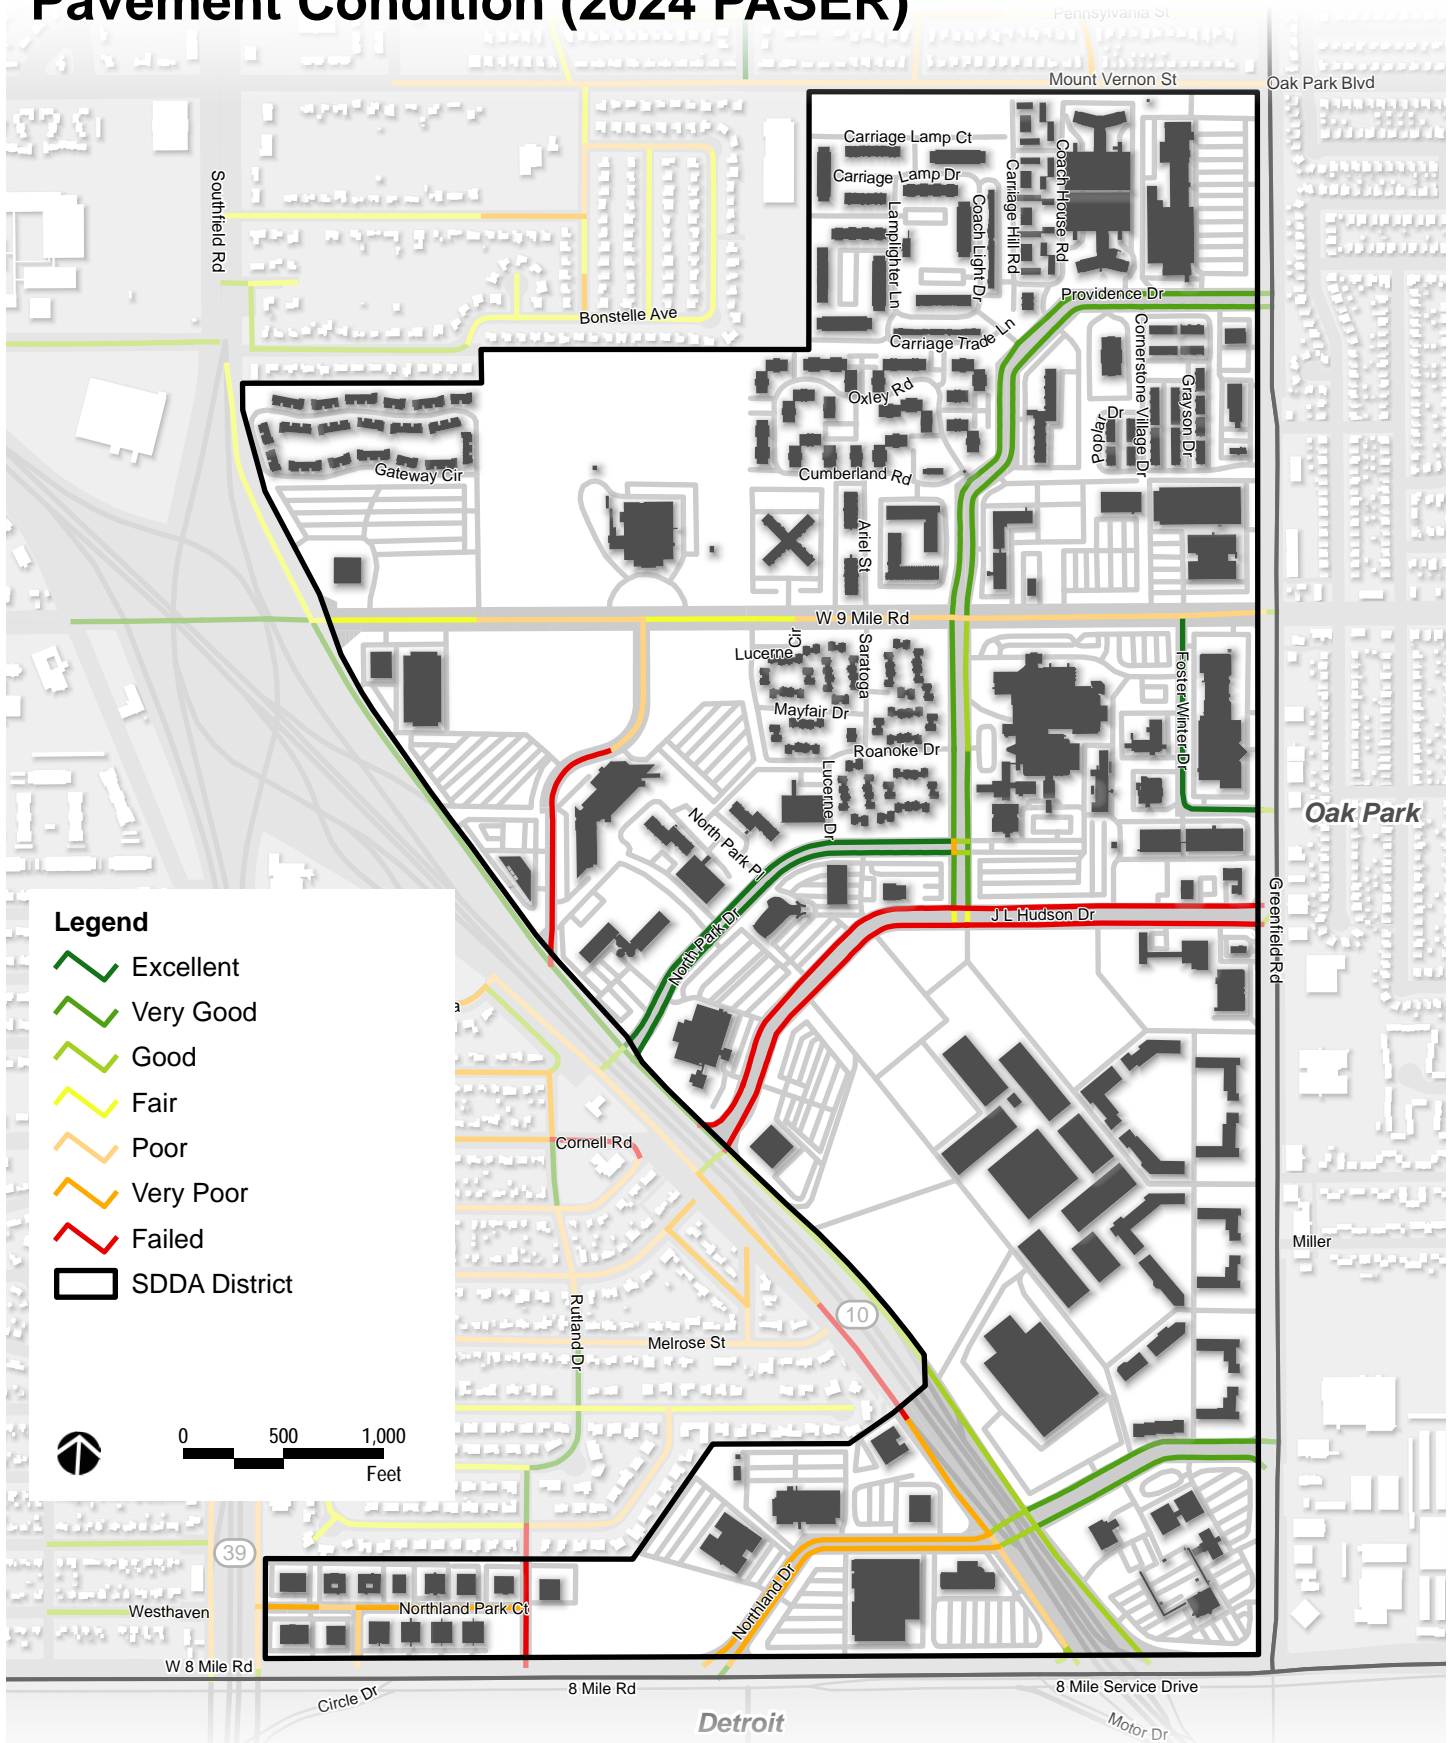 Pavement Condition (2024 PASER)
Pennsylvania St
Mount Vernon St
Oak Park Blvd
Carriage Lamp Ct
Carriage Lamp Dr
Southfield Rd
Lamplighter Ln
Coach Light Dr
Carriage Hill Rd
Coach House Rd
Providence Dr
Bonstelle Ave
Carriage Trade Ln
Cornerstone Village Dr
Grayson Dr
Poplar Dr
Oxley Rd
Cumberland Rd
Gateway Cir
Ariel St
W 9 Mile Rd
Lucerne Cir
Saratoga
Mayfair Dr
Roanoke Dr
Lucerne Dr
Foster Winter Dr
North Park Pl
Oak Park
North Park Dr
J L Hudson Dr
Greenfield Rd
Legend
Excellent
Very Good
Good
Fair
Poor
Very Poor
Failed
SDDA District
a
Cornell Rd
Miller
10
Rutland Dr
Melrose St
0 500 1,000
Feet
39
Northland Dr
Westhaven
Northland Park Ct
W 8 Mile Rd
8 Mile Rd
8 Mile Service Drive
Circle Dr
Detroit
Motor Dr